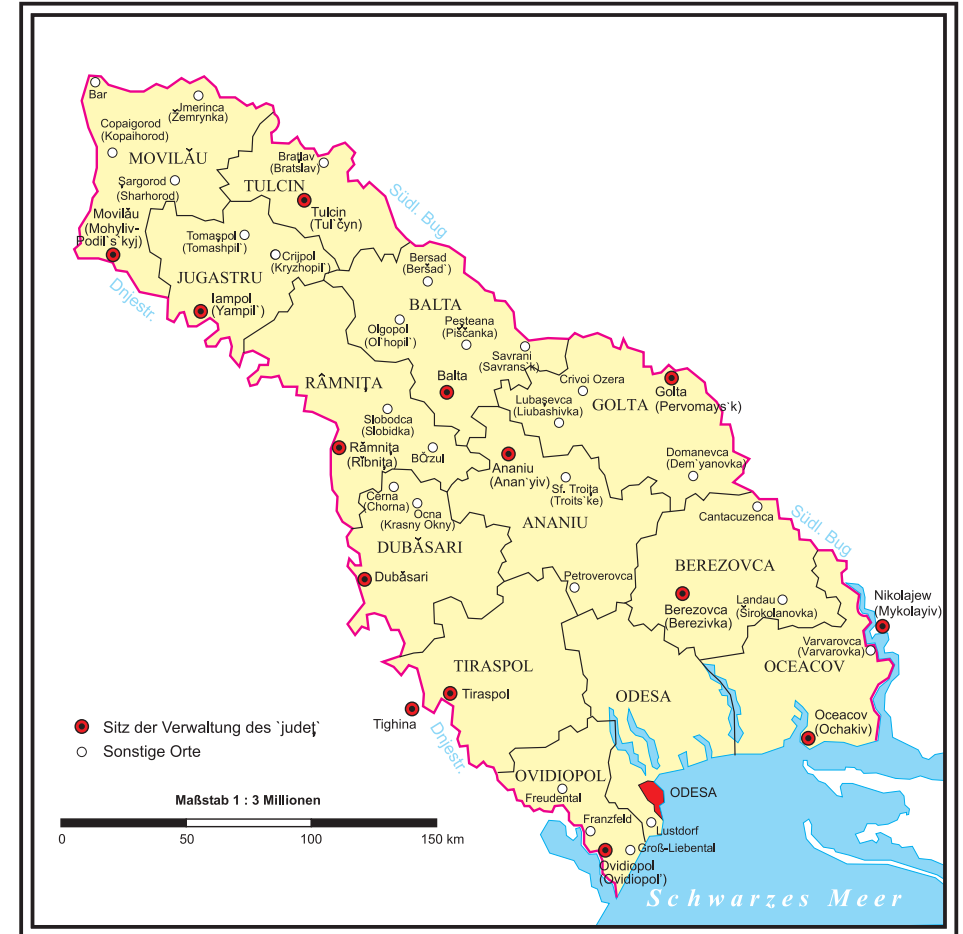 Bar
Jmerinca
(Žemrynka)
Copaigorod
(Kopaihorod)
MOVILĂU
Şargorod
(Sharhorod)
Movilău
(Mohyliv-
Podil`s`kyj)
Braţlav
(Bratslav)
TULCIN
Tulcin
(Tul`čyn)
Südl. Bug
Tomaşpol
(Tomashpil`)
Crijpol
(Kryzhopil`)
JUGASTRU
Iampol
(Yampil`)
Dnjestr.
Bersad
(Beršad`)
BALTA
Olgopol
(Ol`hopil`)
Peşteana
(Piščanka)
Savrani
(Savrans`k)
Balta
RÂMNIŢA
Slobodca
(Slobidka)
Râmniţa
(Ribniţa)
BÔrzul
Crivoi Ozera
GOLTA
Golta
(Pervomays`k)
Lubaşevca
(Liubashivka)
Domanevca
(Dem`yanovka)
Ananiu
(Anan`yiv)
Sf. Troiţa
(Troits`ke)
ANANIU
Cerna
(Chorna)
Ocna
(Krasny Okny)
DUBĂSARI
Dubăsari
Cantacuzenca
Südl. Bug
BEREZOVCA
Petroverovca
Berezovca
(Berezivka)
Landau
(Širokolanovka)
Nikolajew
(Mykolayiv)
Varvarovca
(Varvarovka)
OCEACOV
Oceacov
(Ochakiv)
TIRASPOL
Tiraspol
Tighina
Dnjestr.
ODESA
OVIDIOPOL
Freudental
ODESA
Franzfeld
Lustdorf
Groß-Liebental
Ovidiopol
(Ovidiopol')
Schwarzes Meer
Sitz der Verwaltung des `judeţ`
Sonstige Orte
Maßstab 1 : 3 Millionen
0 50 100 150 km